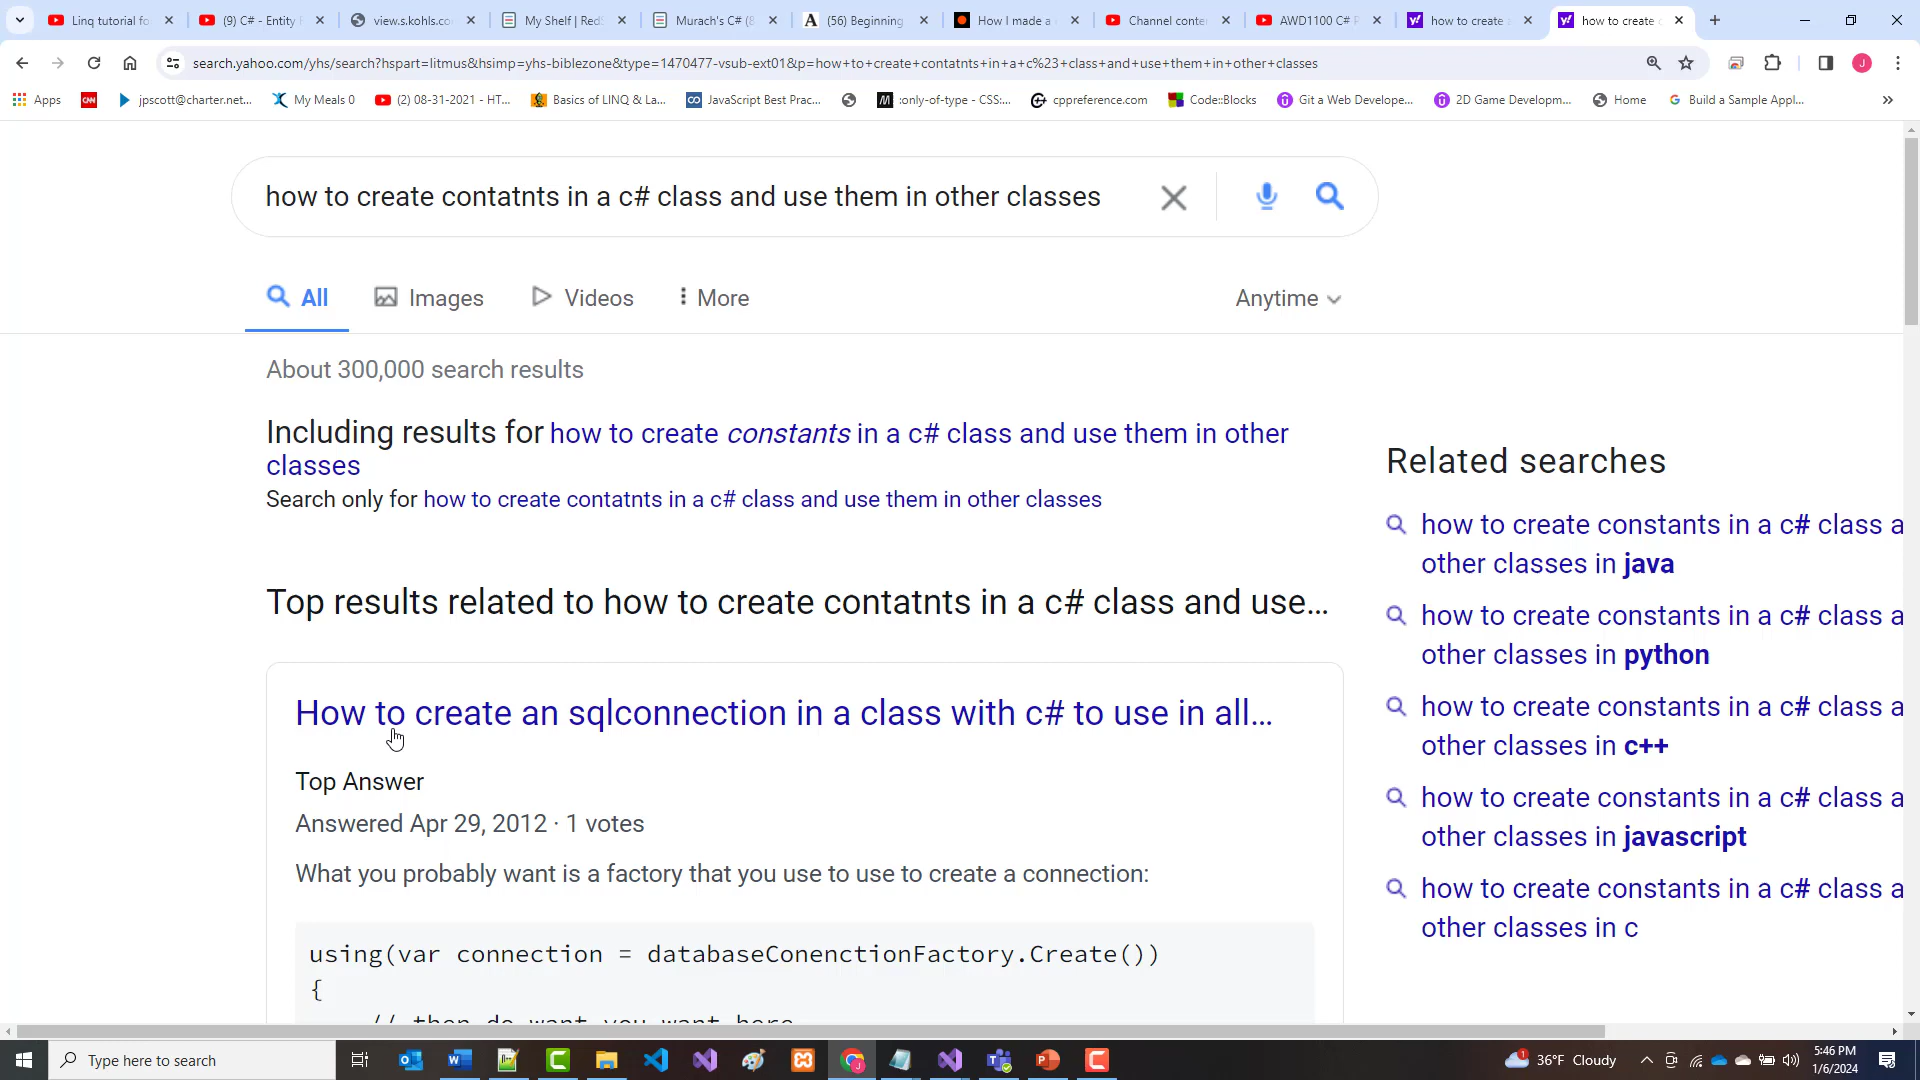 Linq tutorial fo
(9) C# - Entity F
view.s.kohls.co
My Shelf | Red
Murach's C# (8
(56) Beginning
How I made a
Channel conte
AWD1100 C# P
how to create
how to create
search.yahoo.com/yhs/search?hspart=litmus&hsimp=yhs-biblezone&type=1470477-vsub-ext01&p=how+to+create+contatnts+in+a+c%23+class+and+use+them+in+other+classes
Apps
CNN
jpscott@charter.net...
My Meals 0
(2) 08-31-2021 - HT...
Basics of LINQ & La...
JavaScript Best Prac...
:only-of-type - CSS:...
cppreference.com
Code::Blocks
Git a Web Develope...
2D Game Developm...
Home
Build a Sample Appl...
how to create contatnts in a c# class and use them in other classes
All
Images
Videos
More
Anytime
About 300,000 search results
Including results for how to create constants in a c# class and use them in other
classes
Search only for how to create contatnts in a c# class and use them in other classes
Top results related to how to create contatnts in a c# class and use...
How to create an sqlconnection in a class with c# to use in all...
Top Answer
Answered Apr 29, 2012 · 1 votes
What you probably want is a factory that you use to use to create a connection:
using(var connection = databaseConenctionFactory.Create())
{
// then do want you want here
Related searches
how to create constants in a c# class a
other classes in java
how to create constants in a c# class a
other classes in python
how to create constants in a c# class a
other classes in c++
how to create constants in a c# class a
other classes in javascript
how to create constants in a c# class a
other classes in c
Type here to search
36°F Cloudy
5:46 PM
1/6/2024